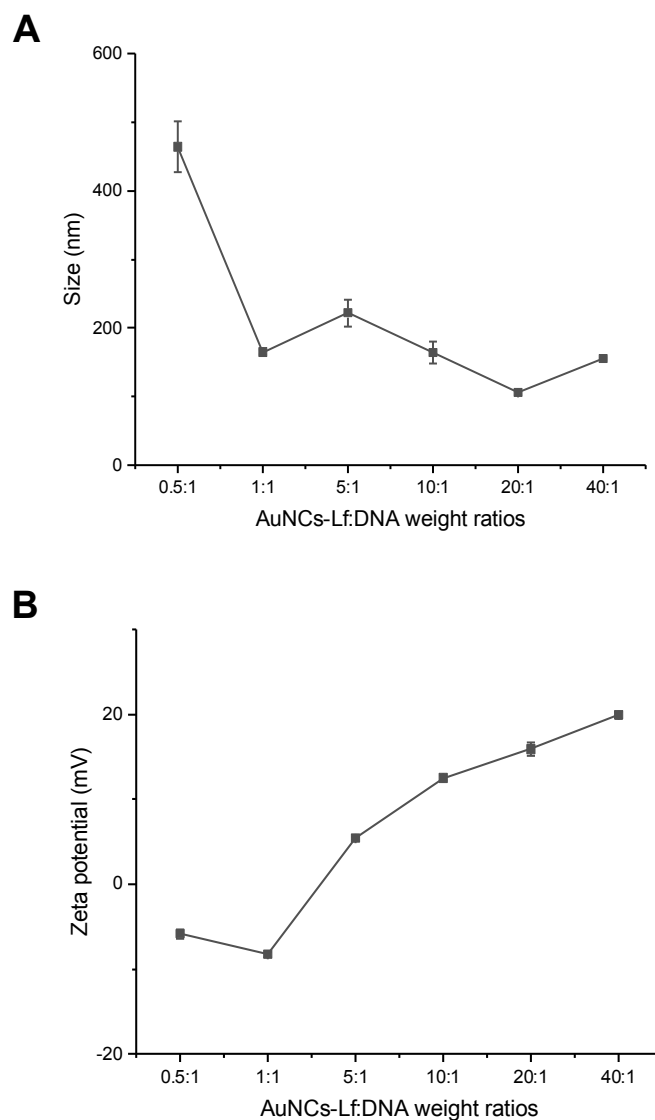 A
600
400
200
0
Size (nm)
0.5:1 1:1 5:1 10:1 20:1 40:1
AuNCs-Lf:DNA weight ratios
B
20
0
-20
Zeta potential (mV)
0.5:1 1:1 5:1 10:1 20:1 40:1
AuNCs-Lf:DNA weight ratios